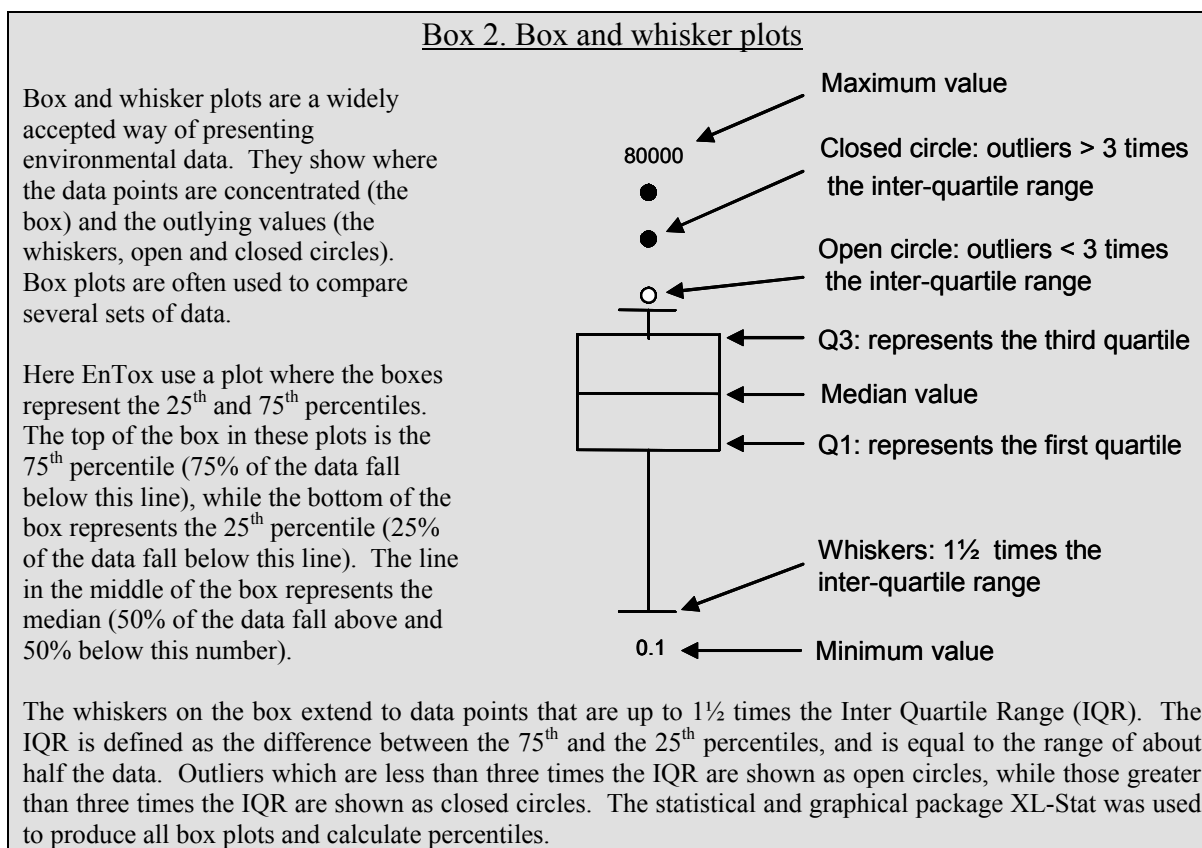 Box 2. Box and whisker plots
Box and whisker plots are a widely
accepted way of presenting
environmental data. They show where
the data points are concentrated (the
box) and the outlying values (the
whiskers, open and closed circles).
Box plots are often used to compare
several sets of data.
Here EnTox use a plot where the boxes
represent the 25th and 75th percentiles.
The top of the box in these plots is the
75th percentile (75% of the data fall
below this line), while the bottom of the
box represents the 25th percentile (25%
of the data fall below this line). The line
in the middle of the box represents the
median (50% of the data fall above and
50% below this number).
Maximum value
80000
Closed circle: outliers > 3 times
the inter-quartile range
Open circle: outliers < 3 times
the inter-quartile range
Q3: represents the third quartile
Median value
Q1: represents the first quartile
Whiskers: 1½ times the
inter-quartile range
0.1
Minimum value
The whiskers on the box extend to data points that are up to 1½ times the Inter Quartile Range (IQR). The
IQR is defined as the difference between the 75th and the 25th percentiles, and is equal to the range of about
half the data. Outliers which are less than three times the IQR are shown as open circles, while those greater
than three times the IQR are shown as closed circles. The statistical and graphical package XL-Stat was used
to produce all box plots and calculate percentiles.